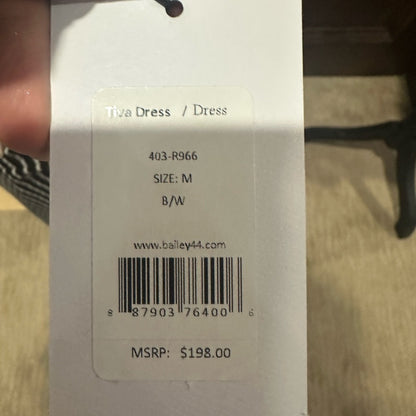 Tiva Dress / Dress
403-R966
SIZE: M
B/W
www.bailey44.com
8 87903 76400 6
MSRP: $198.00